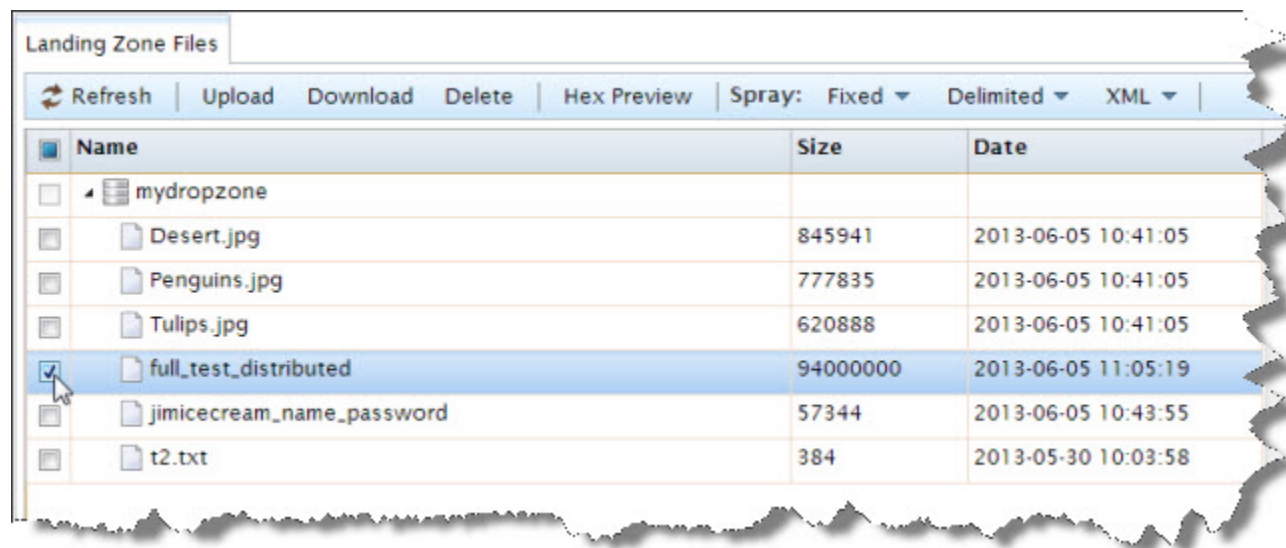 Landing Zone Files
Refresh Upload Download Delete Hex Preview Spray: Fixed Delimited XML
Name Size Date
mydropzone
Desert.jpg 845941 2013-06-05 10:41:05
Penguins.jpg 777835 2013-06-05 10:41:05
Tulips.jpg 620888 2013-06-05 10:41:05
full_test_distributed 94000000 2013-06-05 11:05:19
jimicecream_name_password 57344 2013-06-05 10:43:55
t2.txt 384 2013-05-30 10:03:58